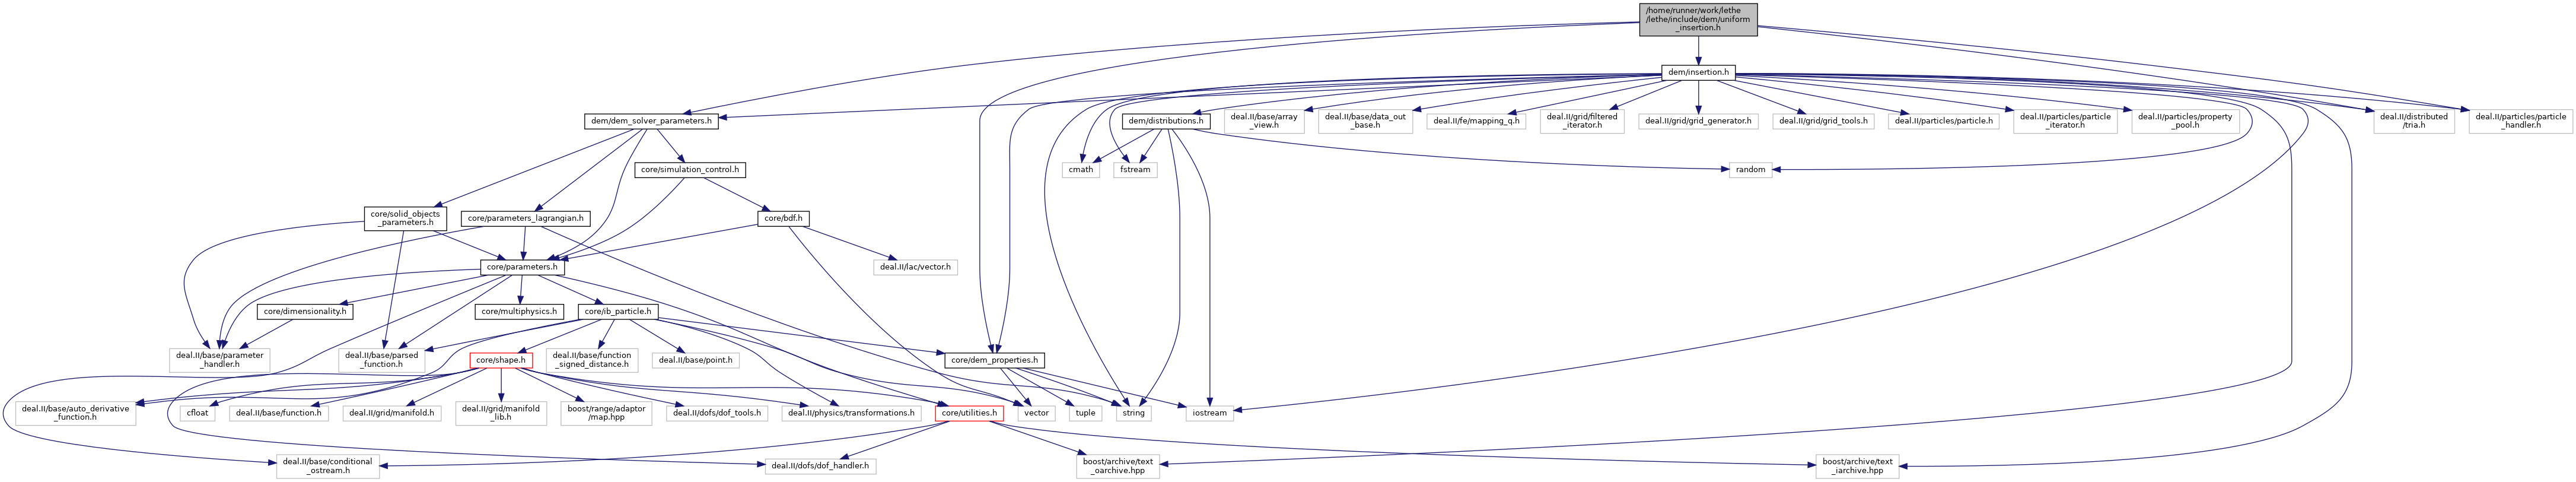 /home/runner/work/lethe
/lethe/include/dem/uniform
_insertion.h
dem/insertion.h
dem/dem_solver_parameters.h
dem/distributions.h
deal.II/base/array
_view.h
deal.II/base/data_out
_base.h
deal.II/fe/mapping_q.h
deal.II/grid/filtered
_iterator.h
deal.II/grid/grid_generator.h
deal.II/grid/grid_tools.h
deal.II/particles/particle.h
deal.II/particles/particle
_iterator.h
deal.II/particles/property
_pool.h
deal.II/distributed
/tria.h
deal.II/particles/particle
_handler.h
core/simulation_control.h
cmath
fstream
random
core/solid_objects
_parameters.h
core/parameters_lagrangian.h
core/bdf.h
core/parameters.h
deal.II/lac/vector.h
core/dimensionality.h
core/multiphysics.h
core/ib_particle.h
deal.II/base/parameter
_handler.h
deal.II/base/parsed
_function.h
core/shape.h
deal.II/base/function
_signed_distance.h
deal.II/base/point.h
core/dem_properties.h
deal.II/base/auto_derivative
_function.h
cfloat
deal.II/base/function.h
deal.II/grid/manifold.h
deal.II/grid/manifold
_lib.h
boost/range/adaptor
/map.hpp
deal.II/dofs/dof_tools.h
deal.II/physics/transformations.h
core/utilities.h
vector
tuple
string
iostream
deal.II/base/conditional
_ostream.h
deal.II/dofs/dof_handler.h
boost/archive/text
_oarchive.hpp
boost/archive/text
_iarchive.hpp